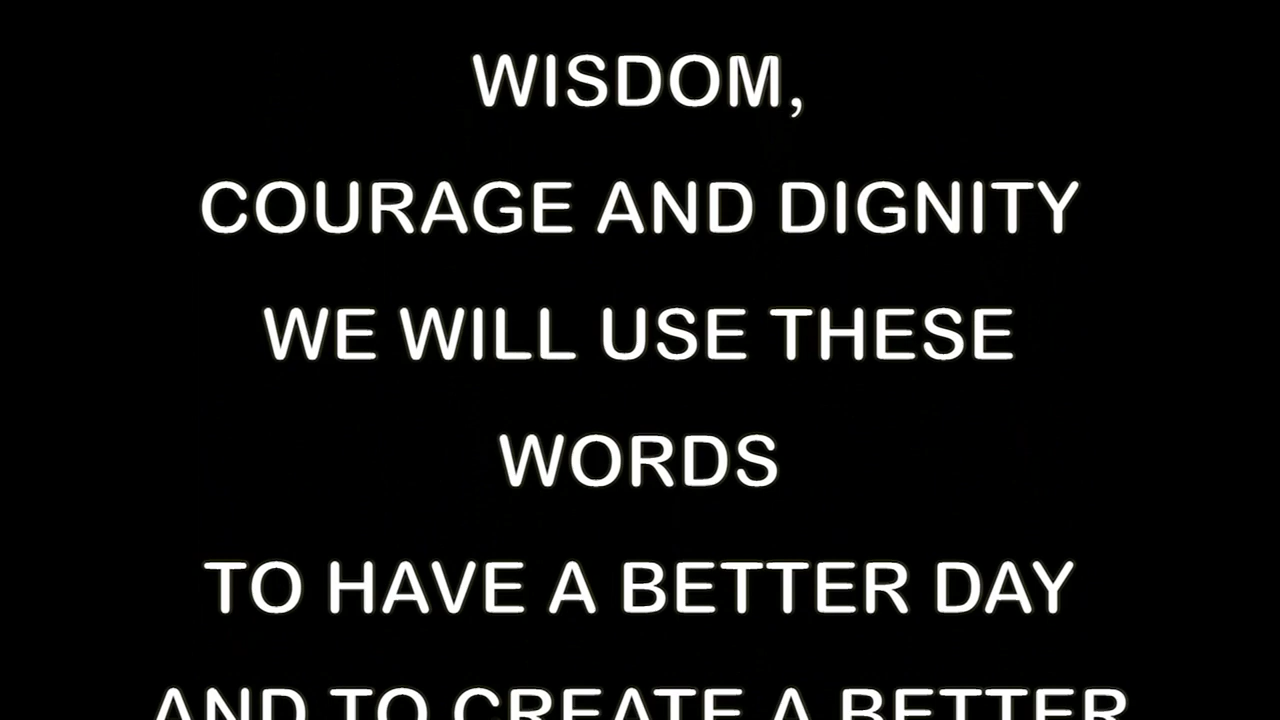 WISDOM,
COURAGE AND DIGNITY
WE WILL USE THESE
WORDS
TO HAVE A BETTER DAY
AND TO CREATE A BETTER